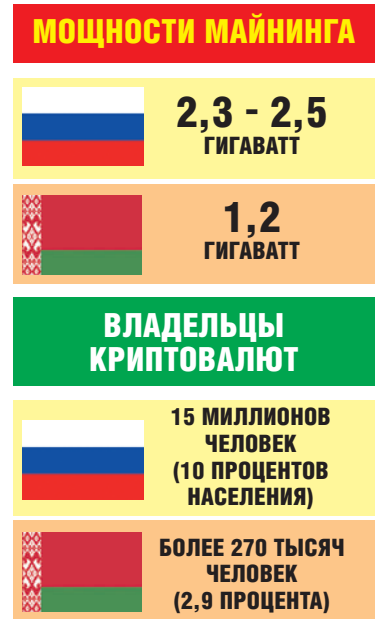 МОЩНОСТИ МАЙНИНГА
2,3 - 2,5
ГИГАВАТТ
1,2
ГИГАВАТТ
ВЛАДЕЛЬЦЫ
КРИПТОВАЛЮТ
15 МИЛЛИОНОВ
ЧЕЛОВЕК
(10 ПРОЦЕНТОВ
НАСЕЛЕНИЯ)
БОЛЕЕ 270 ТЫСЯЧ
ЧЕЛОВЕК
(2,9 ПРОЦЕНТА)